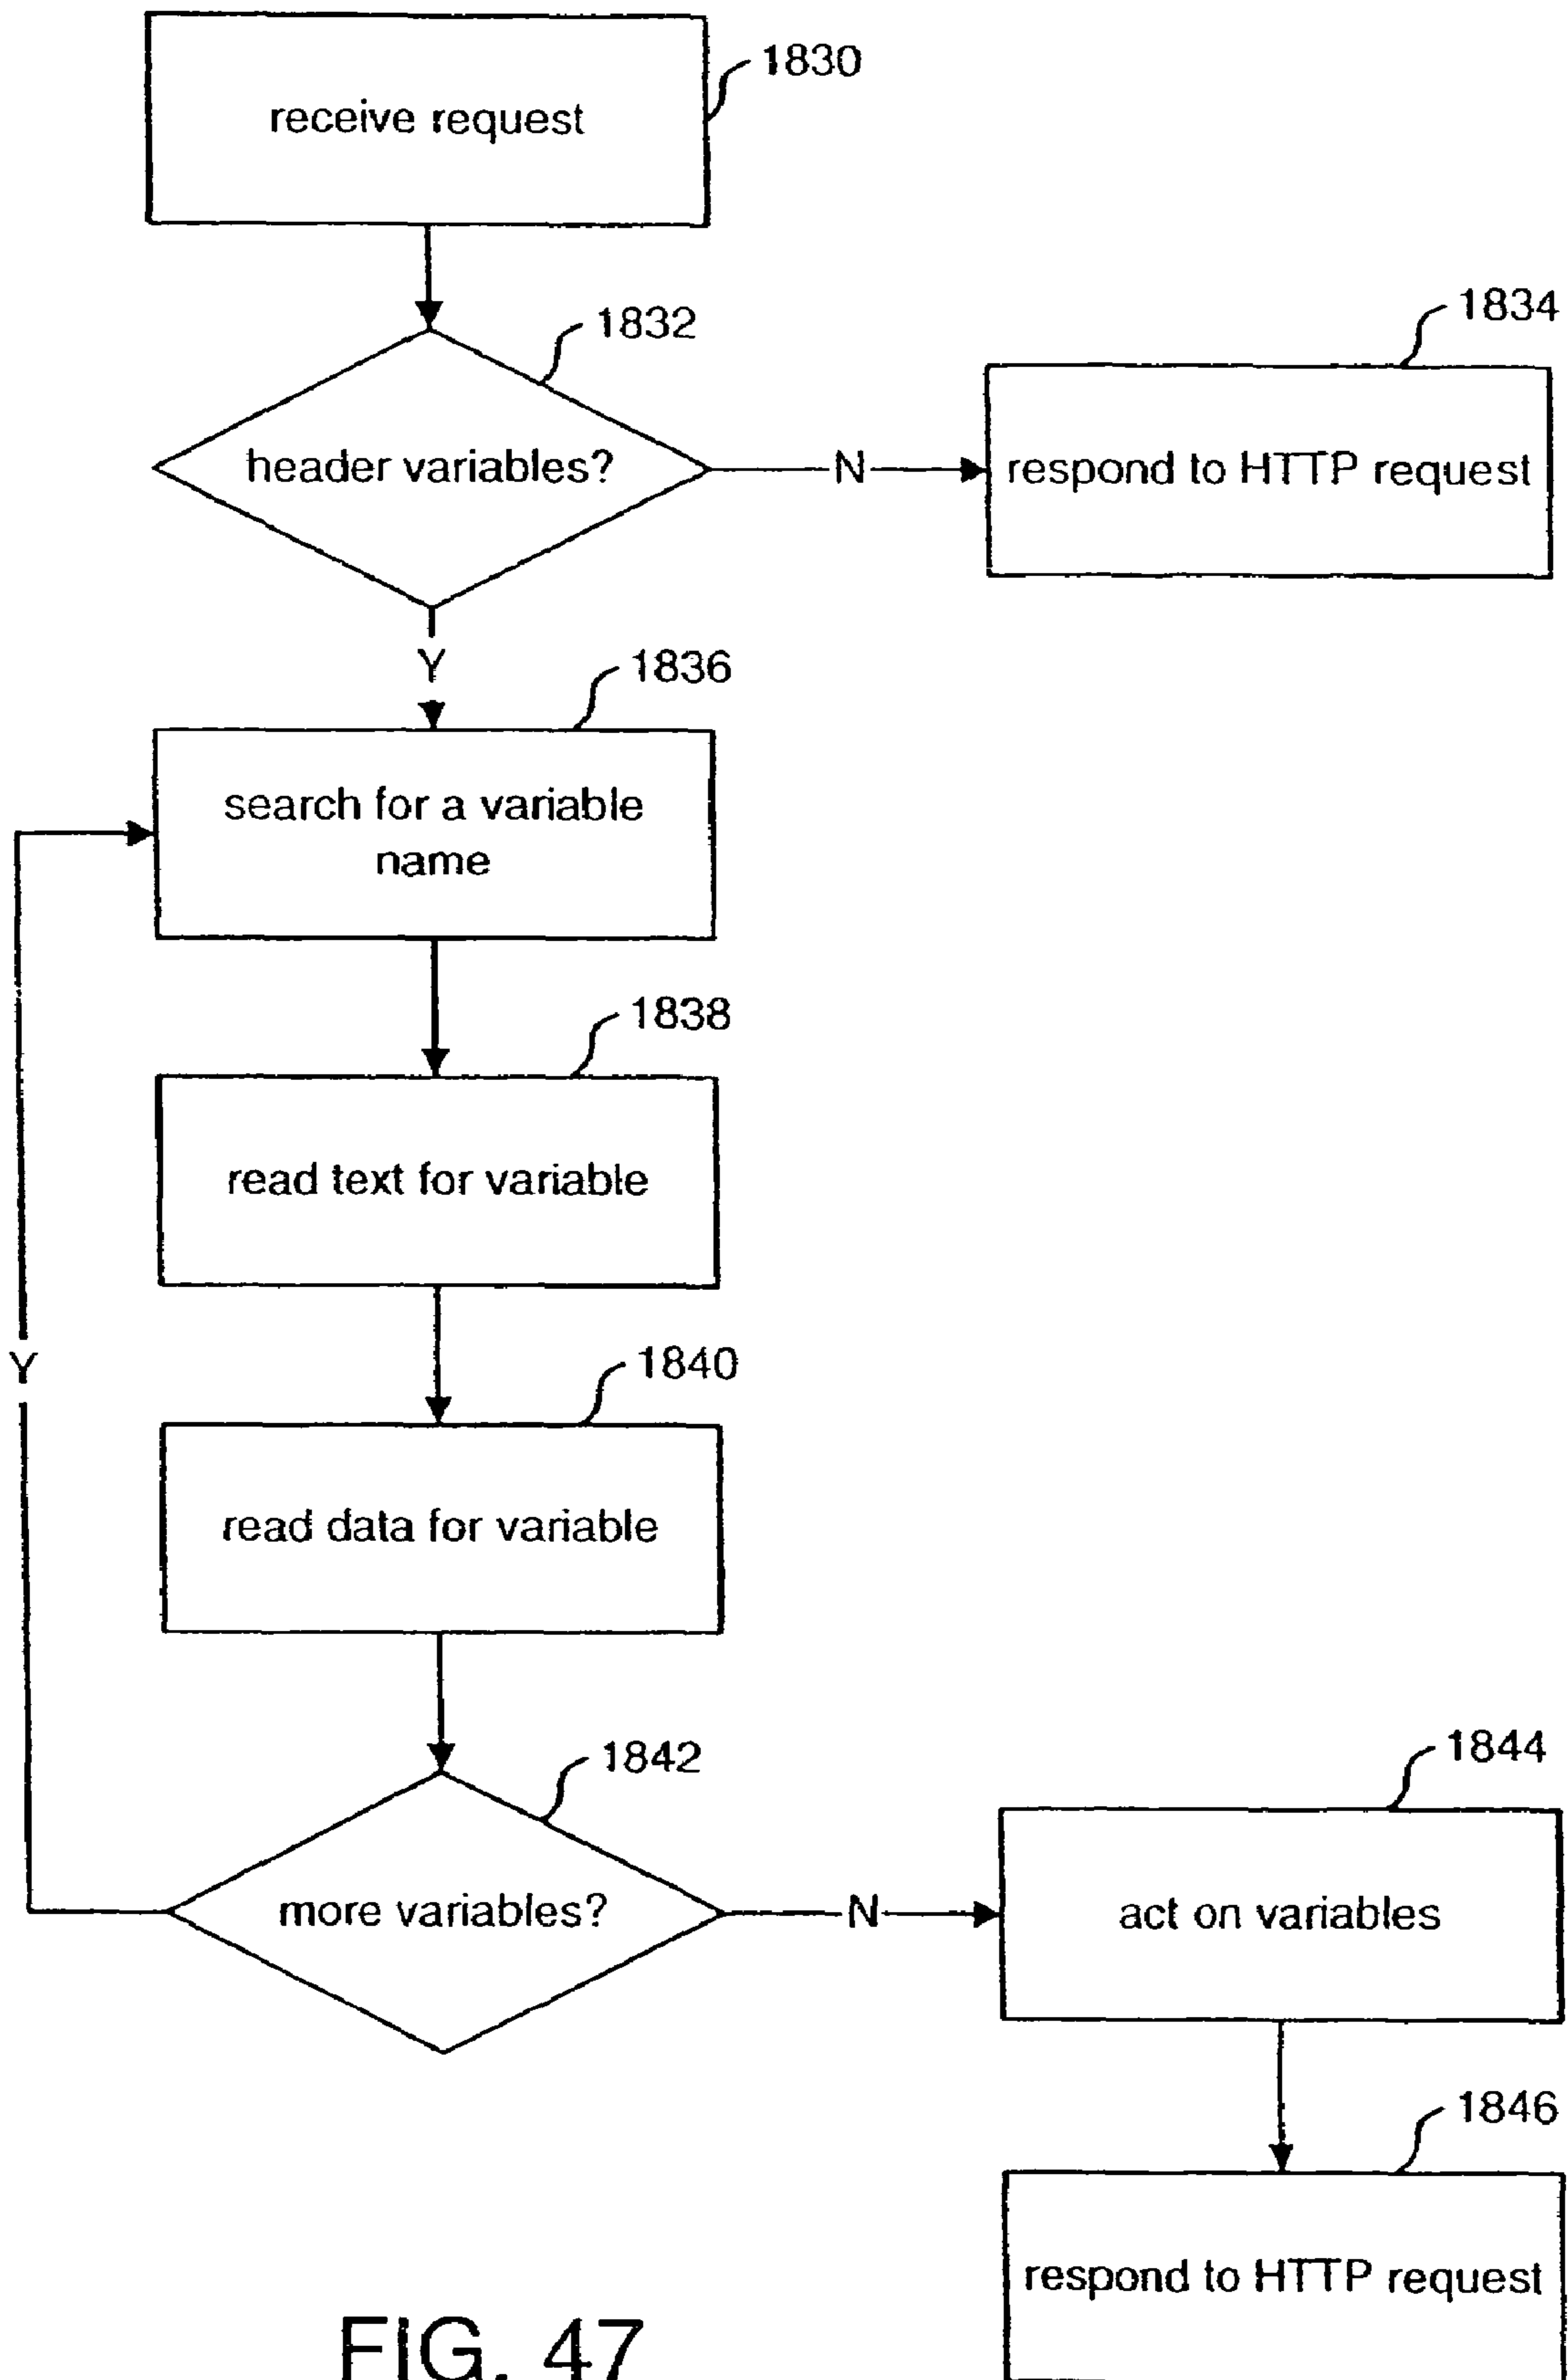 1830
receive request
1832
header variables?
N
1834
respond to HTTP request
Y
1836
search for a variable
name
1838
read text for variable
Y
1840
read data for variable
1842
more variables?
N
1844
act on variables
1846
respond to HTTP request
FIG. 47